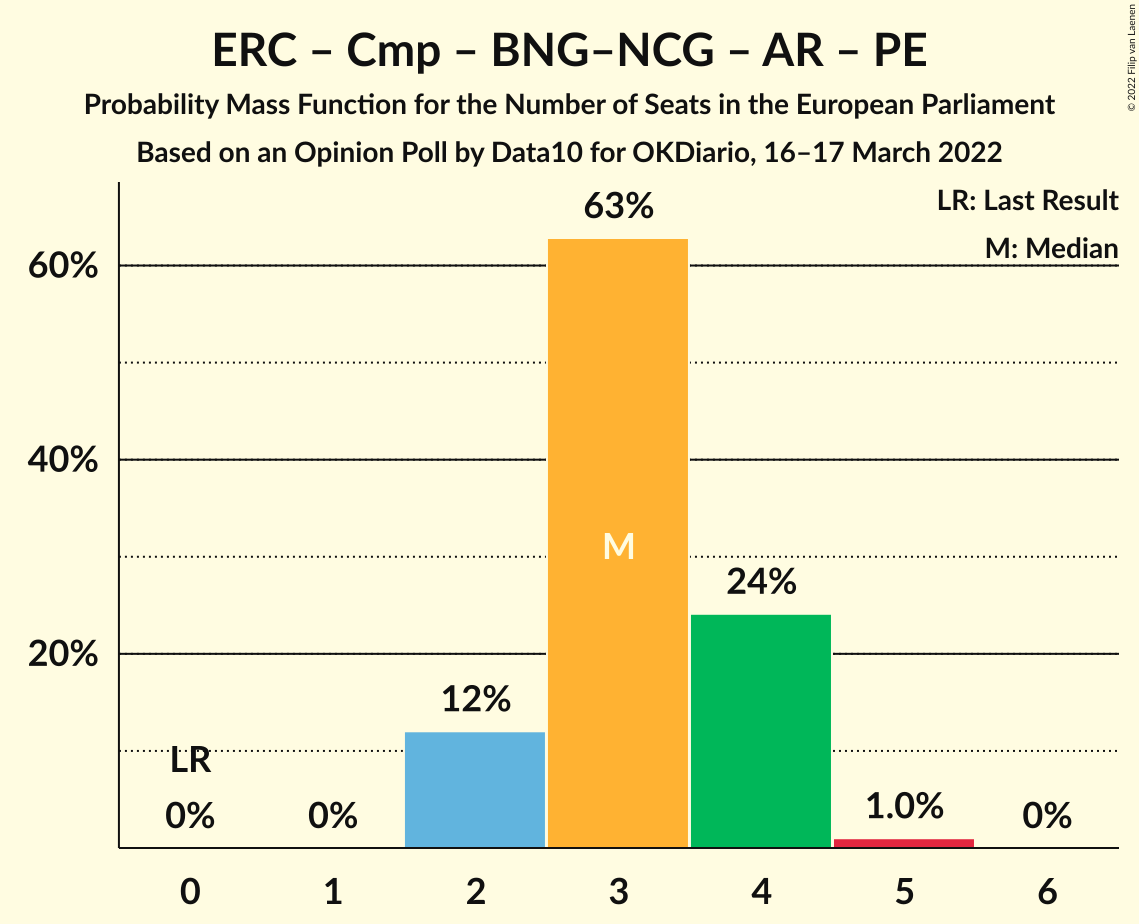 ERC – Cmp – BNG–NCG – AR – PE
Probability Mass Function for the Number of Seats in the European Parliament
Based on an Opinion Poll by Data10 for OKDiario, 16–17 March 2022
© 2022 Filip van Laenen
LR: Last Result
M: Median
63%
60%
40%
M
24%
20%
12%
LR
0%
0%
1.0%
0%
0
1
2
3
4
5
6